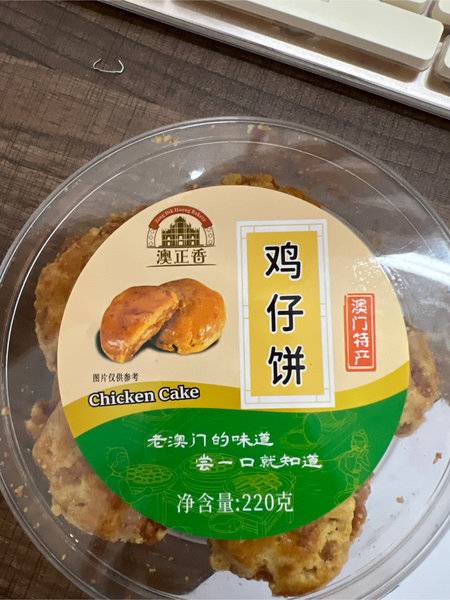 澳正香
鸡仔饼
澳门特产
图片仅供参考
Chicken Cake
老澳门的味道
尝一口就知道
净含量:220克